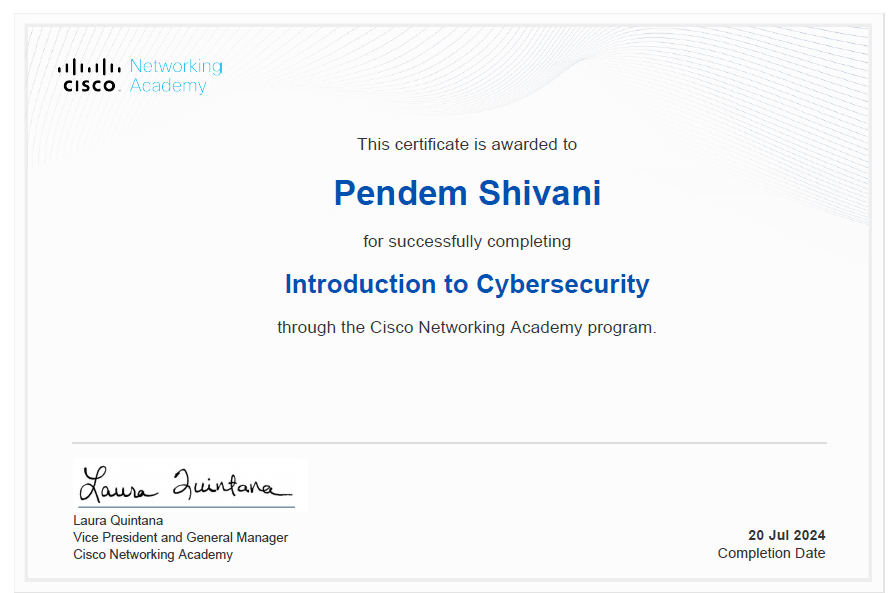 CISCO Networking
Academy
This certificate is awarded to
Pendem Shivani
for successfully completing
Introduction to Cybersecurity
through the Cisco Networking Academy program.
Laura Quintana
Laura Quintana
Vice President and General Manager
Cisco Networking Academy
20 Jul 2024
Completion Date